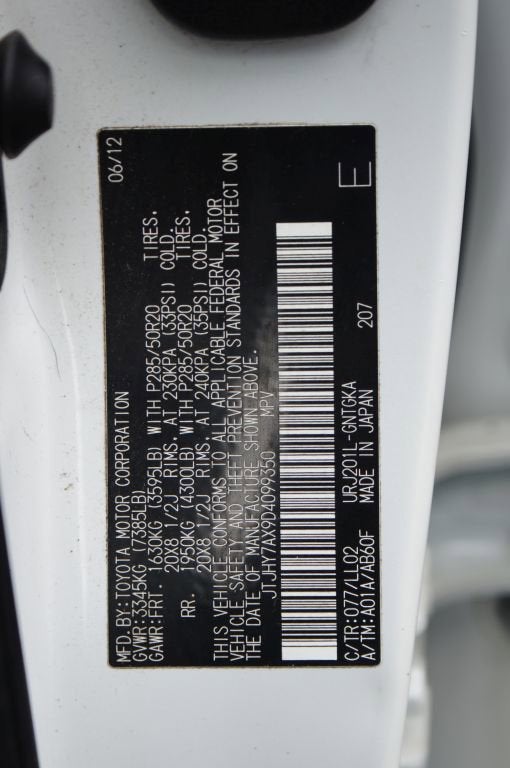 MFD.BY:TOYOTA MOTOR CORPORATION 06/12
GVWR:3345KG (7385LB)
GAWR:FRT. 1630KG (3595LB) WITH P285/50R20 TIRES.
20X8 1/2J RIMS. AT 230KPA (33PSI) COLD.
RR. 1950KG (4300LB) WITH P285/50R20 TIRES.
20X8 1/2J RIMS. AT 240KPA (35PSI) COLD.
THIS VEHICLE CONFORMS TO ALL APPLICABLE FEDERAL MOTOR
VEHICLE SAFETY AND THEFT PREVENTION STANDARDS IN EFFECT ON
THE DATE OF MANUFACTURE SHOWN ABOVE.
JTJHY7AX9D4099350 MPV
C/TR:077/LL02 URJ201L-GNTGKA
A/TM:A01A/AB60F MADE IN JAPAN 207 E